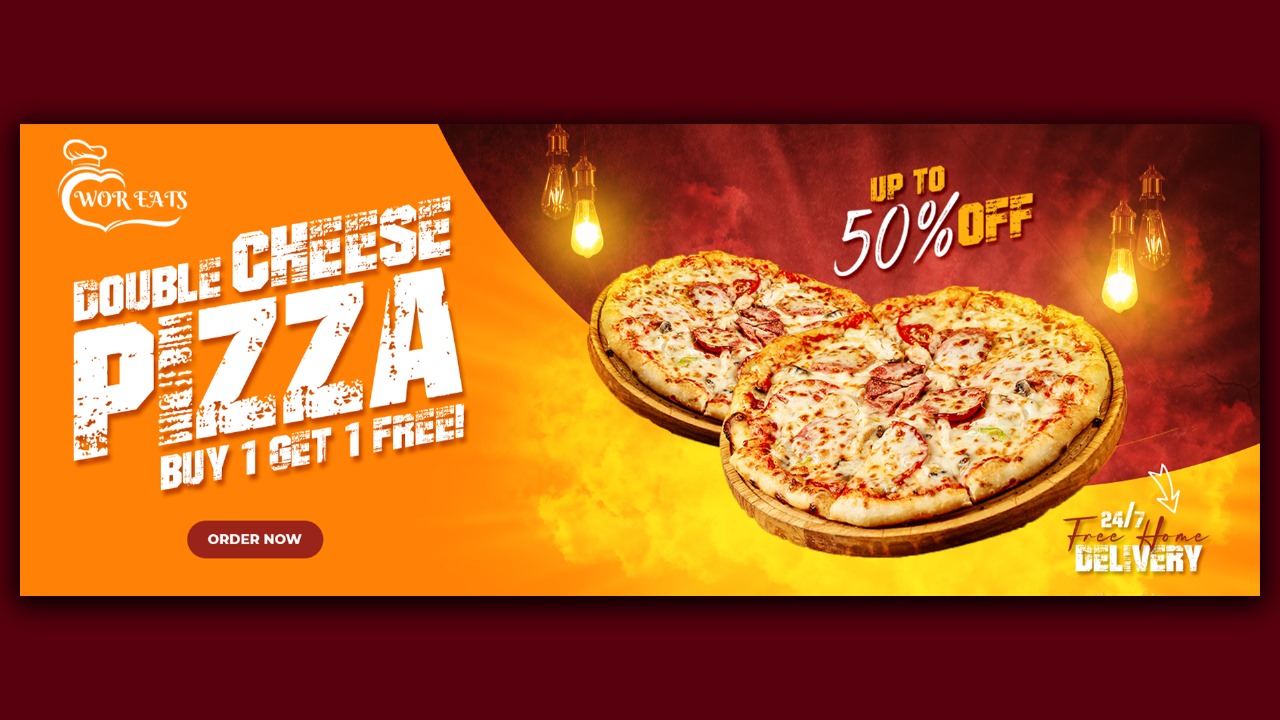 WOR EATS
DOUBLE CHEESE
PIZZA
BUY 1 GET 1 FREE!
ORDER NOW
UP TO
50% OFF
24/7
Free Home
DELIVERY